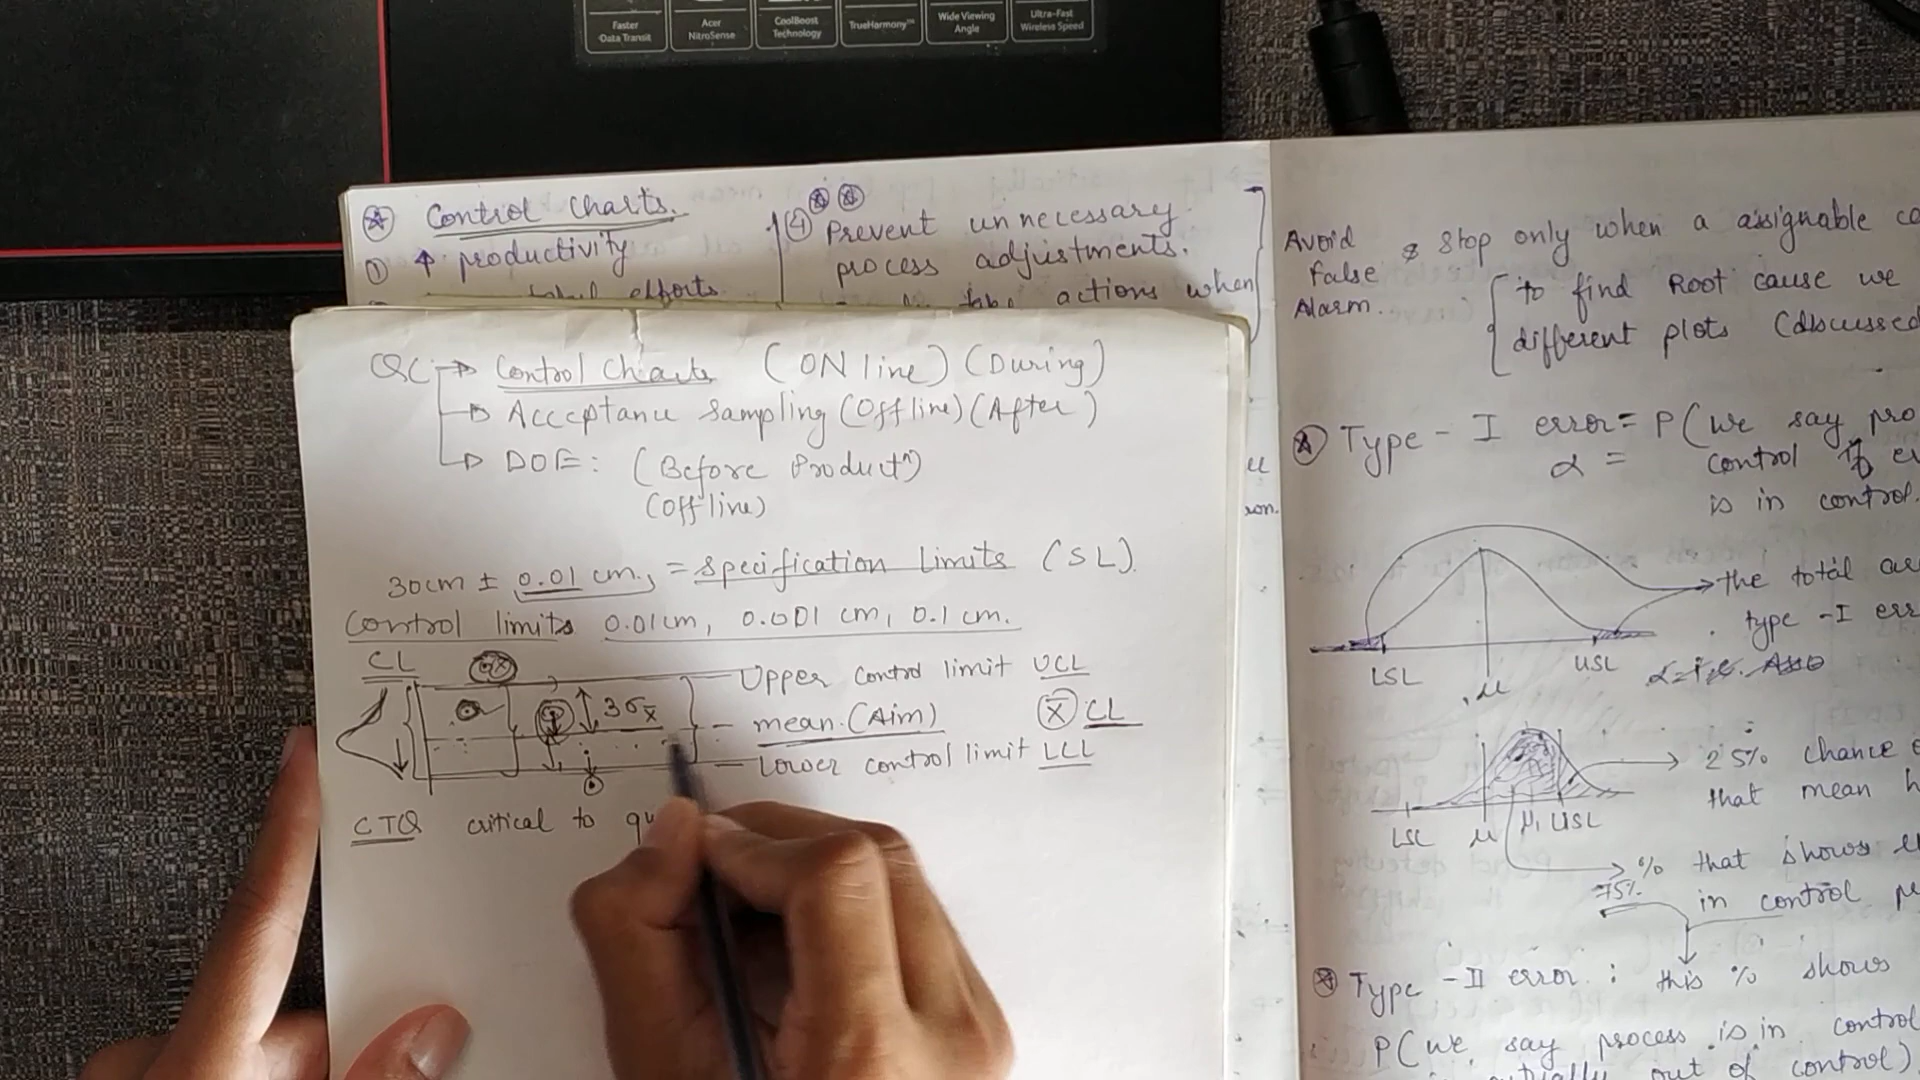 Faster Data Transit
Acer NitroSense
CoolBoost Technology
TrueHarmony™
Wide Viewing Angle
Ultra-Fast Wireless Speed
Control Charts.
① ↑ productivity
efforts
④ Prevent unnecessary
process adjustments.
actions when
QC → Control Charts (ON line) (During)
→ Acceptance Sampling (Offline) (After)
→ DOE: (Before Productⁿ)
(Offline)
30cm ± 0.01 cm, = specification limits (SL).
Control limits 0.01cm, 0.001 cm, 0.1 cm.
CL
Upper control limit UCL
3σx̄
mean (Aim) x̄ CL
Lower control limit LCL
CTQ critical to qu
Avoid False Alarm.
Stop only when a assignable
to find Root cause we
different plots (discussed
Type - I error = P(we say
α = control if
is in control.
LSL
μ
USL
→ the total
type -I
LSL
μ
μ₁
USL
→ 25% chance
that mean
→ % that shows
75%
in control
Type - II error : this % shows
P(we say process is in control
out of control)